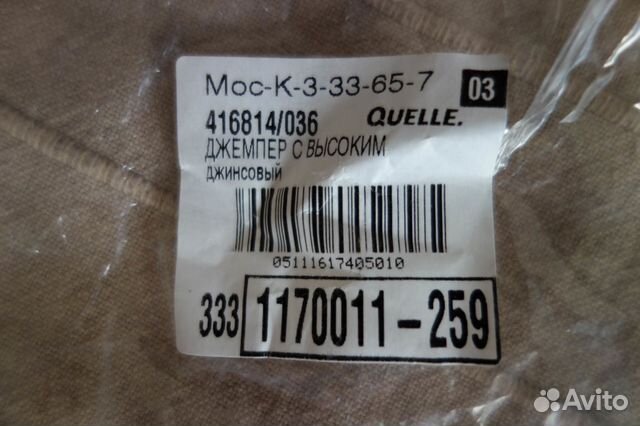 Мос-К-3-33-65-7 03
416814/036 QUELLE.
ДЖЕМПЕР С ВЫСОКИМ
ДЖИНСОВЫЙ
05111617405010
333 1170011-259
Avito